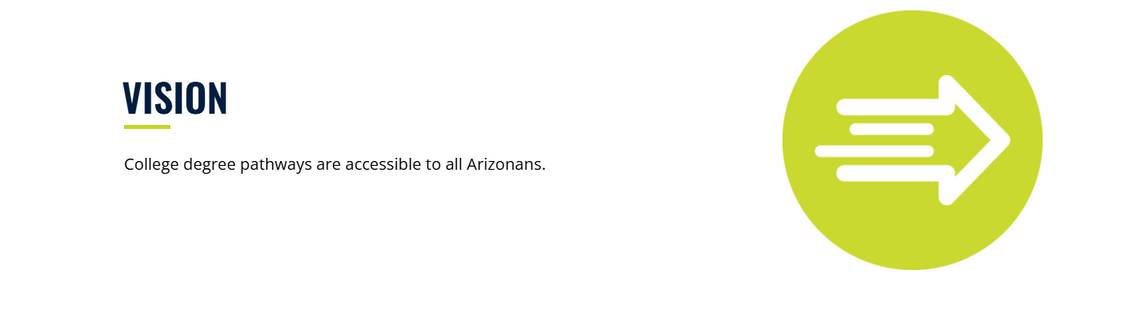 VISION
College degree pathways are accessible to all Arizonans.